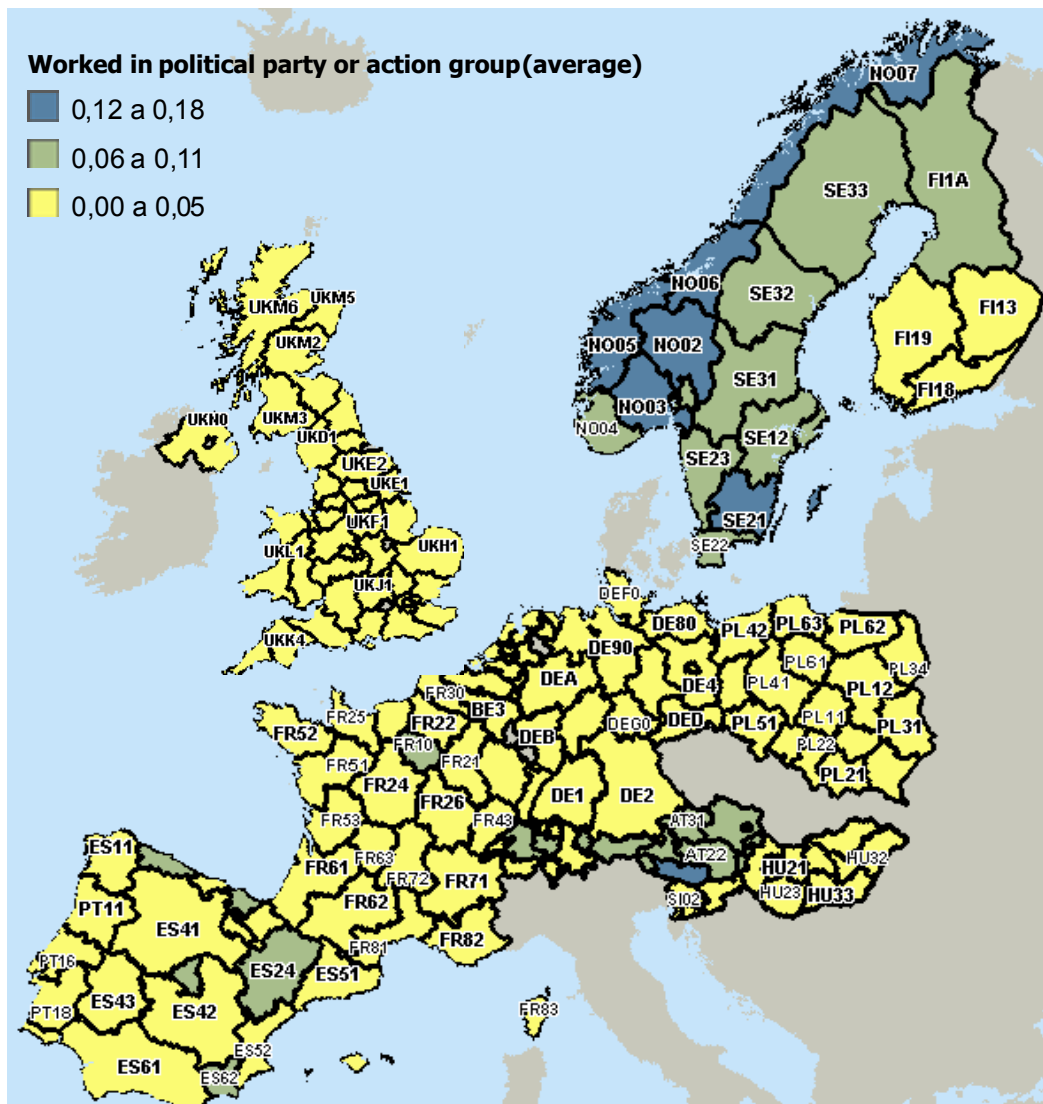 Worked in political party or action group(average)
0,12 a 0,18
0,06 a 0,11
0,00 a 0,05
NO07
SE33
FI1A
NO06
SE32
FI13
UKM6
UKM5
UKM2
NO05
NO02
FI19
SE31
FI18
NO03
UKN0
UKM3
NO04
SE12
UKD1
SE23
UKE2
UKE1
UKF1
SE21
SE22
UKL1
UKH1
UKJ1
DEF0
UKK4
DE80
PL42
PL63
PL62
DE90
PL61
PL34
DEA
DE4
PL41
PL12
FR30
BE3
FR25
FR22
DEG0
DED
PL51
PL11
PL31
FR52
FR10
DEB
PL22
FR51
FR21
PL21
FR24
FR26
DE1
DE2
FR53
FR43
AT31
ES11
FR63
AT22
HU32
FR61
FR72
FR71
HU21
PT11
FR62
SI02
HU23
HU33
ES41
FR82
FR81
PT16
ES24
ES51
ES43
ES42
PT18
FR83
ES52
ES61
ES62